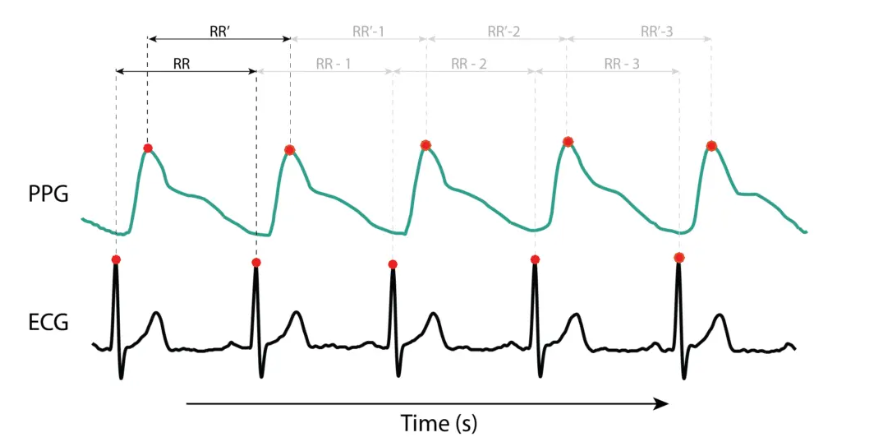 RR′ RR′-1 RR′-2 RR′-3
RR RR - 1 RR - 2 RR - 3
PPG
ECG
Time (s)